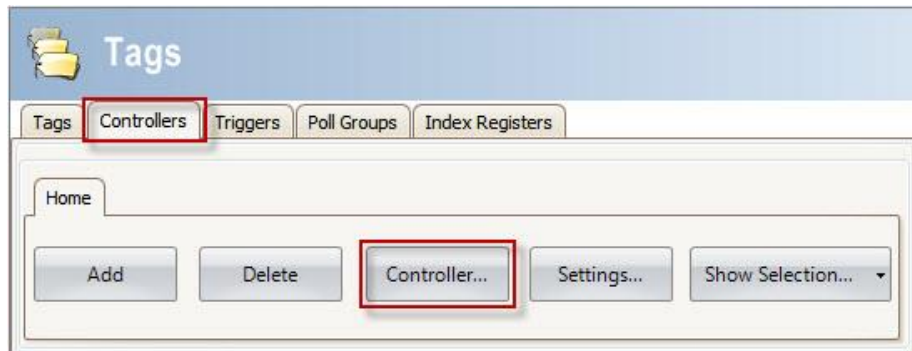 Tags
Tags Controllers Triggers Poll Groups Index Registers
Home
Add Delete Controller... Settings... Show Selection...